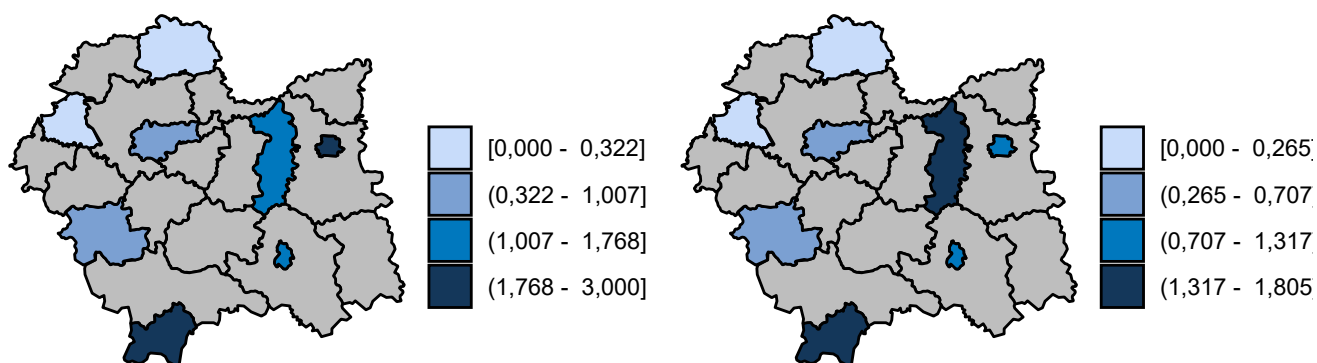 [0,000 - 0,322]
(0,322 - 1,007]
(1,007 - 1,768]
(1,768 - 3,000]
[0,000 - 0,265]
(0,265 - 0,707]
(0,707 - 1,317]
(1,317 - 1,805]